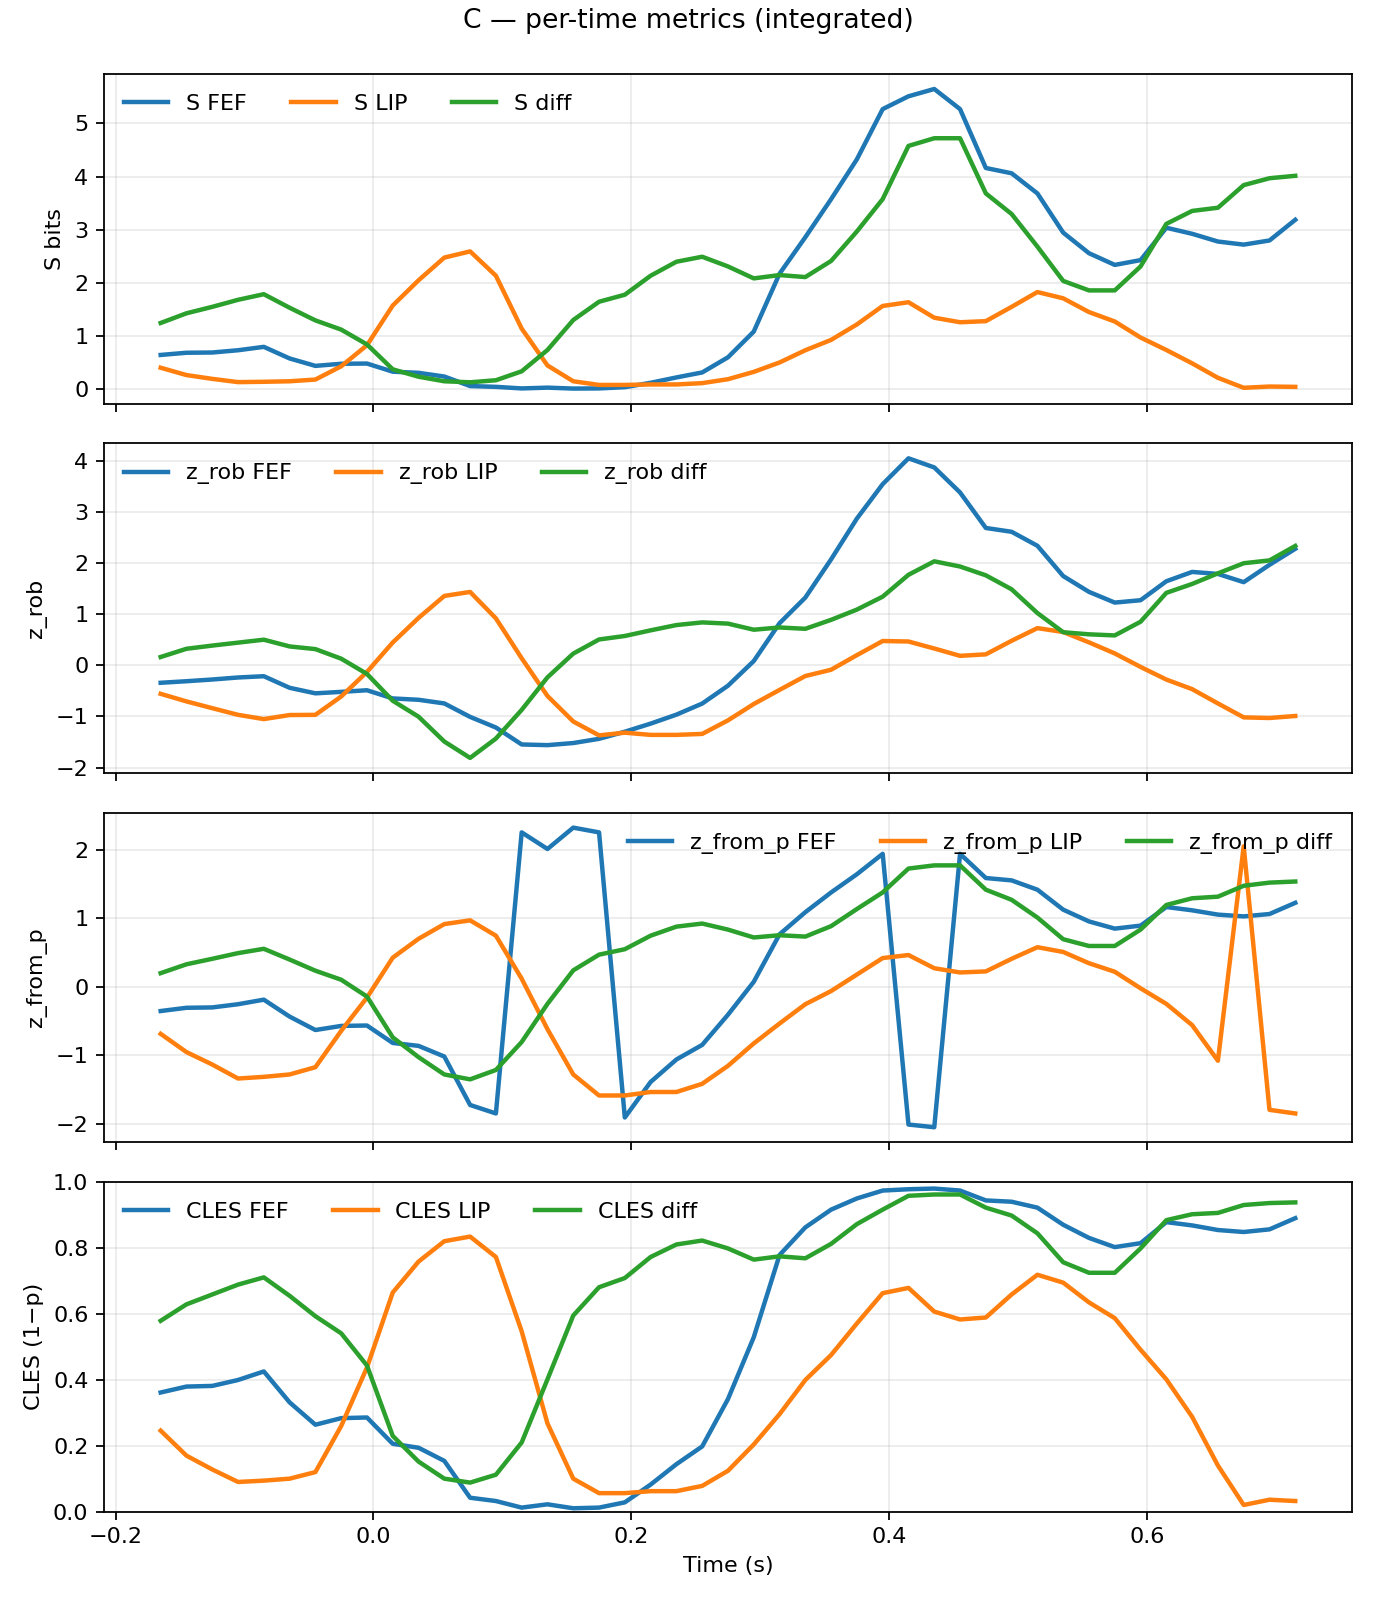 C — per-time metrics (integrated)
S FEF S LIP S diff
5
4
3
2
1
0
S bits
z_rob FEF z_rob LIP z_rob diff
4
3
2
1
0
−1
−2
z_rob
z_from_p FEF z_from_p LIP z_from_p diff
2
1
0
−1
−2
z_from_p
CLES FEF CLES LIP CLES diff
1.0
0.8
0.6
0.4
0.2
0.0
CLES (1−p)
−0.2 0.0 0.2 0.4 0.6
Time (s)